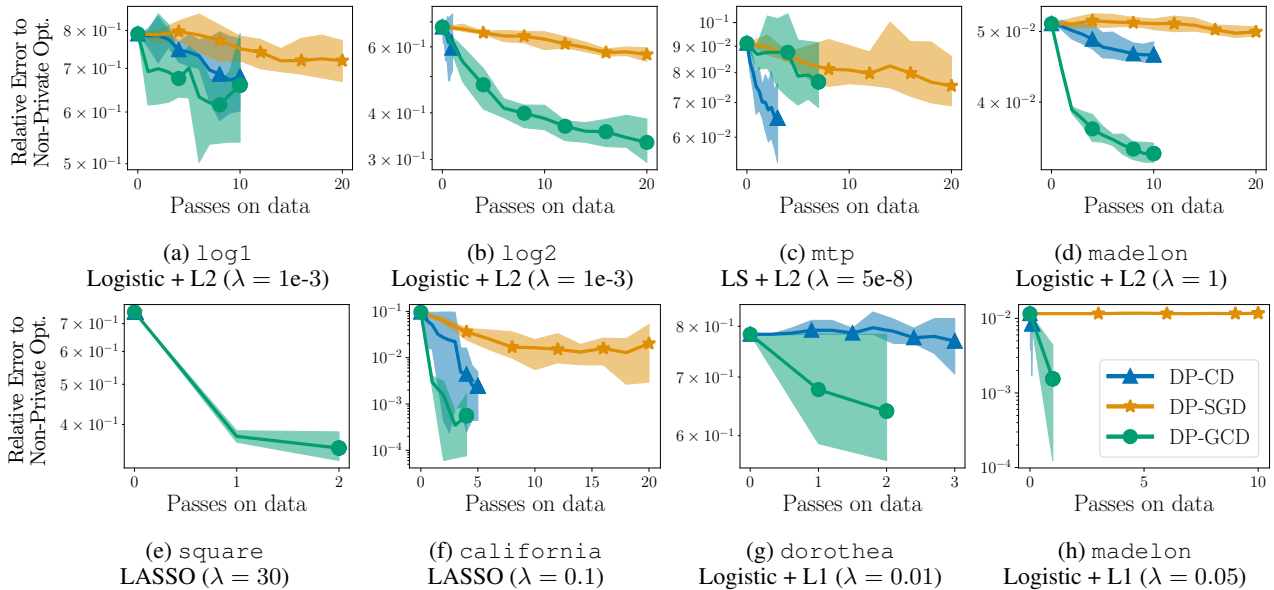 Relative Error to
Non-Private Opt.
8 × 10⁻¹
7 × 10⁻¹
6 × 10⁻¹
5 × 10⁻¹
0 10 20
Passes on data
(a) log1
Logistic + L2 (λ = 1e-3)
6 × 10⁻¹
4 × 10⁻¹
3 × 10⁻¹
0 10 20
Passes on data
(b) log2
Logistic + L2 (λ = 1e-3)
10⁻¹
9 × 10⁻²
8 × 10⁻²
7 × 10⁻²
6 × 10⁻²
0 10 20
Passes on data
(c) mtp
LS + L2 (λ = 5e-8)
5 × 10⁻²
4 × 10⁻²
0 10 20
Passes on data
(d) madelon
Logistic + L2 (λ = 1)
Relative Error to
Non-Private Opt.
7 × 10⁻¹
6 × 10⁻¹
5 × 10⁻¹
4 × 10⁻¹
0 1 2
Passes on data
(e) square
LASSO (λ = 30)
10⁻¹
10⁻²
10⁻³
10⁻⁴
0 5 10 15 20
Passes on data
(f) california
LASSO (λ = 0.1)
8 × 10⁻¹
7 × 10⁻¹
6 × 10⁻¹
0 1 2 3
Passes on data
(g) dorothea
Logistic + L1 (λ = 0.01)
10⁻²
10⁻³
10⁻⁴
DP-CD
DP-SGD
DP-GCD
0 5 10
Passes on data
(h) madelon
Logistic + L1 (λ = 0.05)